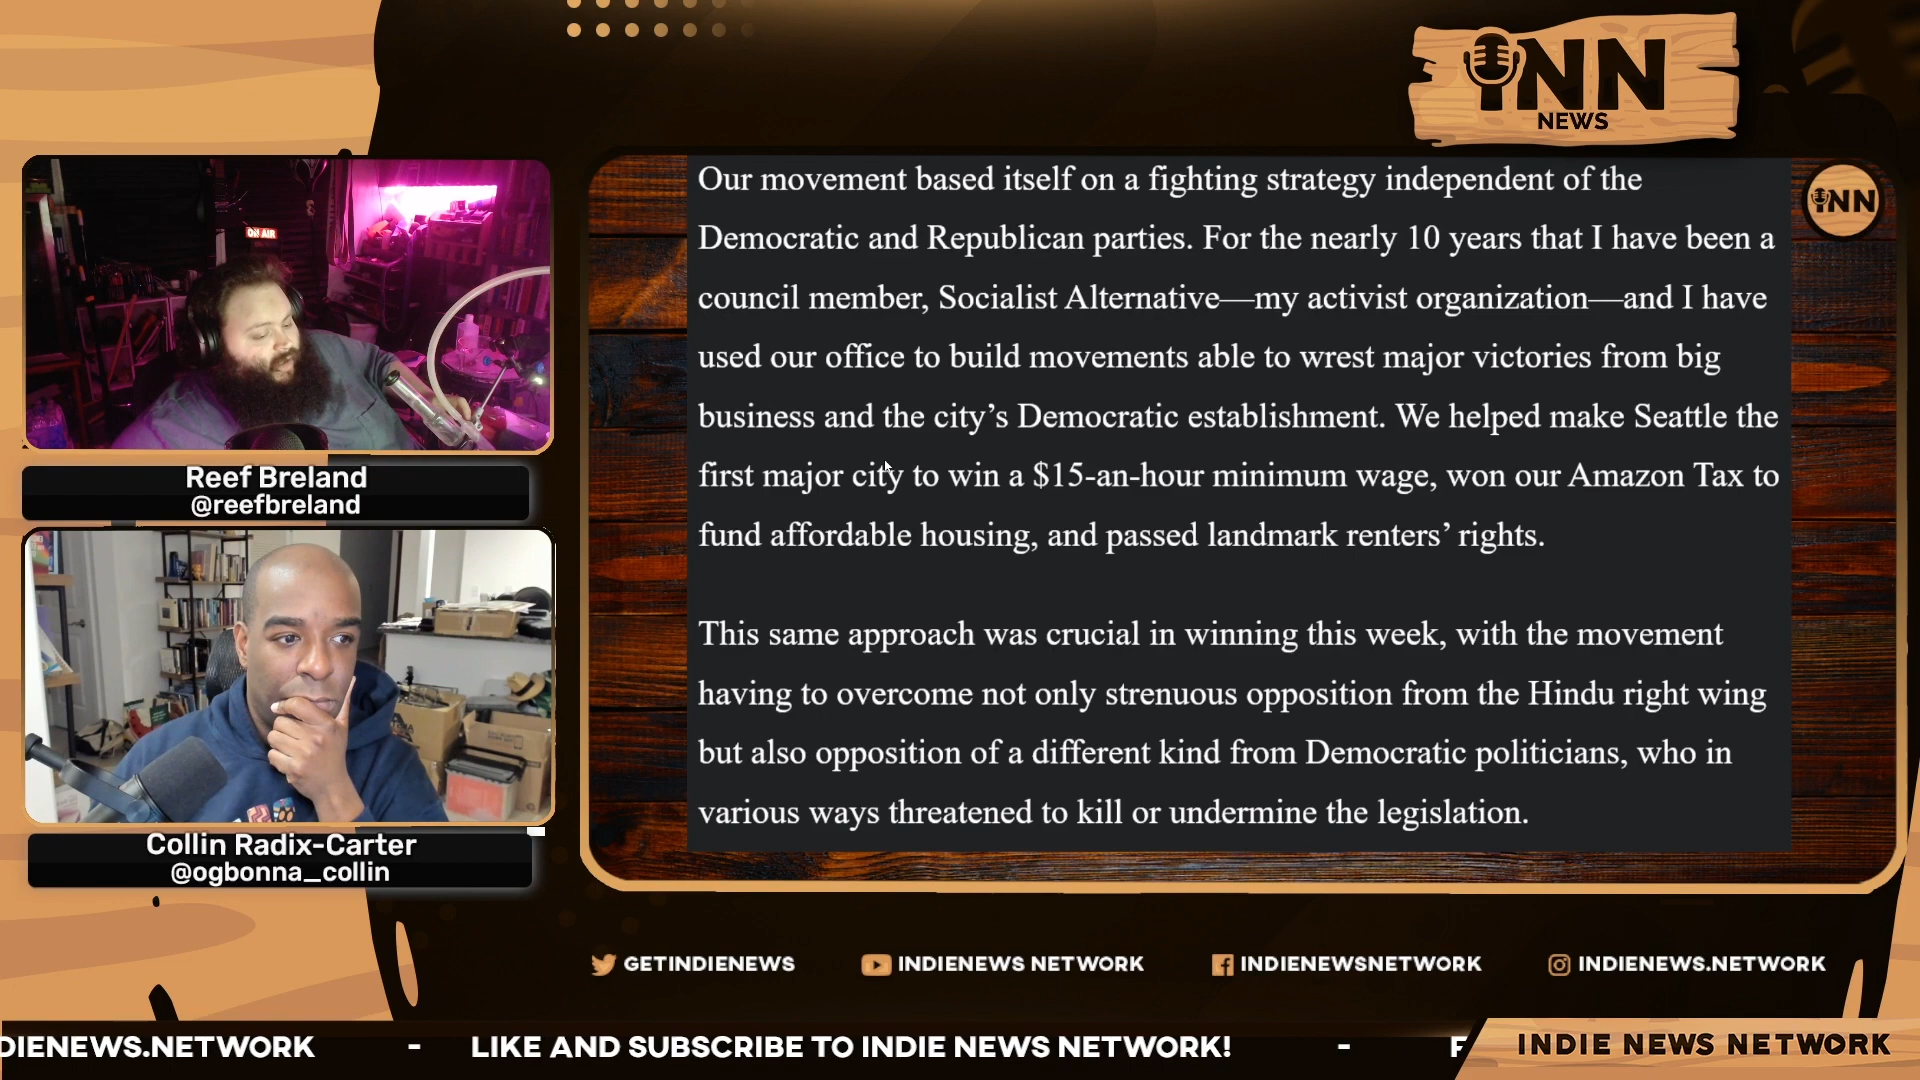 iNN
NEWS
ON AIR
Reef Breland
@reefbreland
Collin Radix-Carter
@ogbonna_collin
Our movement based itself on a fighting strategy independent of the
Democratic and Republican parties. For the nearly 10 years that I have been a
council member, Socialist Alternative—my activist organization—and I have
used our office to build movements able to wrest major victories from big
business and the city’s Democratic establishment. We helped make Seattle the
first major city to win a $15-an-hour minimum wage, won our Amazon Tax to
fund affordable housing, and passed landmark renters’ rights.
This same approach was crucial in winning this week, with the movement
having to overcome not only strenuous opposition from the Hindu right wing
but also opposition of a different kind from Democratic politicians, who in
various ways threatened to kill or undermine the legislation.
iNN
GETINDIENEWS
INDIENEWS NETWORK
INDIENEWSNETWORK
INDIENEWS.NETWORK
DIENEWS.NETWORK - LIKE AND SUBSCRIBE TO INDIE NEWS NETWORK! - F
INDIE NEWS NETWORK